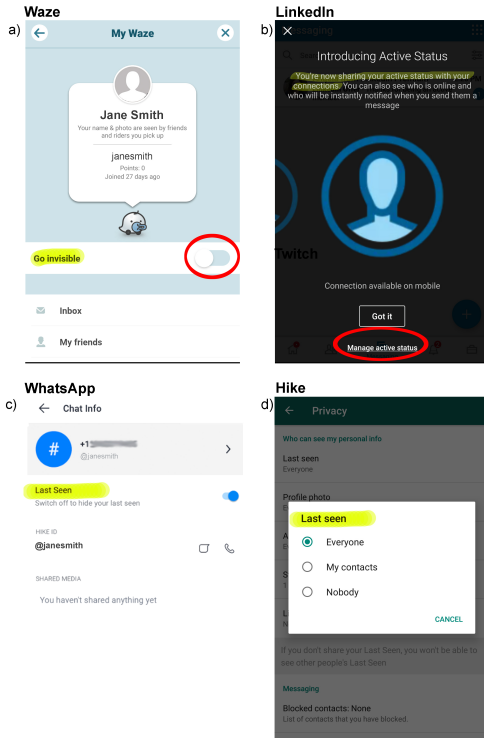 Waze
a)
My Waze
Jane Smith
Your name & photo are seen by friends
and riders you pick up
janesmith
Points: 0
Joined 27 days ago
Go invisible
Inbox
My friends
LinkedIn
b)
Messaging
Introducing Active Status
You're now sharing your active status with your
connections. You can also see who is online and
who will be instantly notified when you send them a
message
Twitch
Connection available on mobile
Got it
Manage active status
WhatsApp
c)
Chat Info
#
+1
@janesmith
Last Seen
Switch off to hide your last seen
HIKE ID
@janesmith
SHARED MEDIA
You haven't shared anything yet
Hike
d)
Privacy
Who can see my personal info
Last seen
Everyone
Profile photo
Last seen
Everyone
My contacts
Nobody
CANCEL
If you don't share your Last Seen, you won't be able to
see other people's Last Seen
Messaging
Blocked contacts: None
List of contacts that you have blocked.